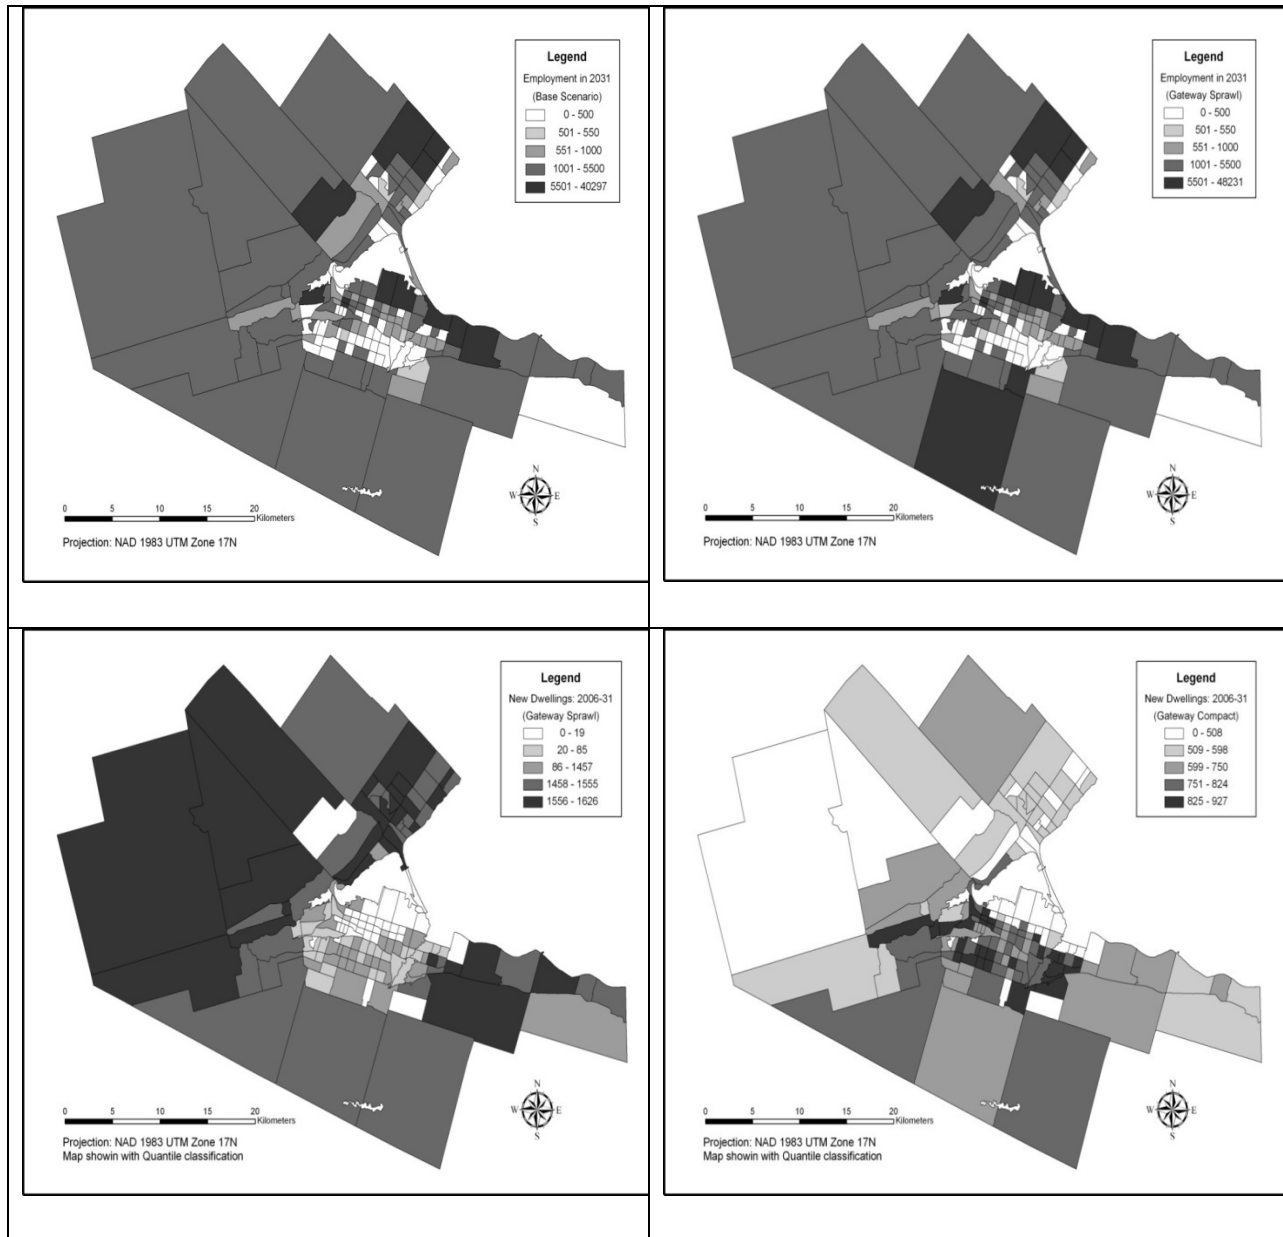 Legend
Employment in 2031
(Base Scenario)
0 - 500
501 - 550
551 - 1000
1001 - 5500
5501 - 40297
N
W E
S
0 5 10 15 20
Kilometers
Projection: NAD 1983 UTM Zone 17N
Legend
Employment in 2031
(Gateway Sprawl)
0 - 500
501 - 550
551 - 1000
1001 - 5500
5501 - 48231
N
W E
S
0 5 10 15 20
Kilometers
Projection: NAD 1983 UTM Zone 17N
Legend
New Dwellings: 2006-31
(Gateway Sprawl)
0 - 19
20 - 85
86 - 1457
1458 - 1555
1556 - 1626
N
W E
S
0 5 10 15 20
Kilometers
Projection: NAD 1983 UTM Zone 17N
Map showin with Quantile classification
Legend
New Dwellings: 2006-31
(Gateway Compact)
0 - 508
509 - 598
599 - 750
751 - 824
825 - 927
N
W E
S
0 5 10 15 20
Kilometers
Projection: NAD 1983 UTM Zone 17N
Map showin with Quantile classification